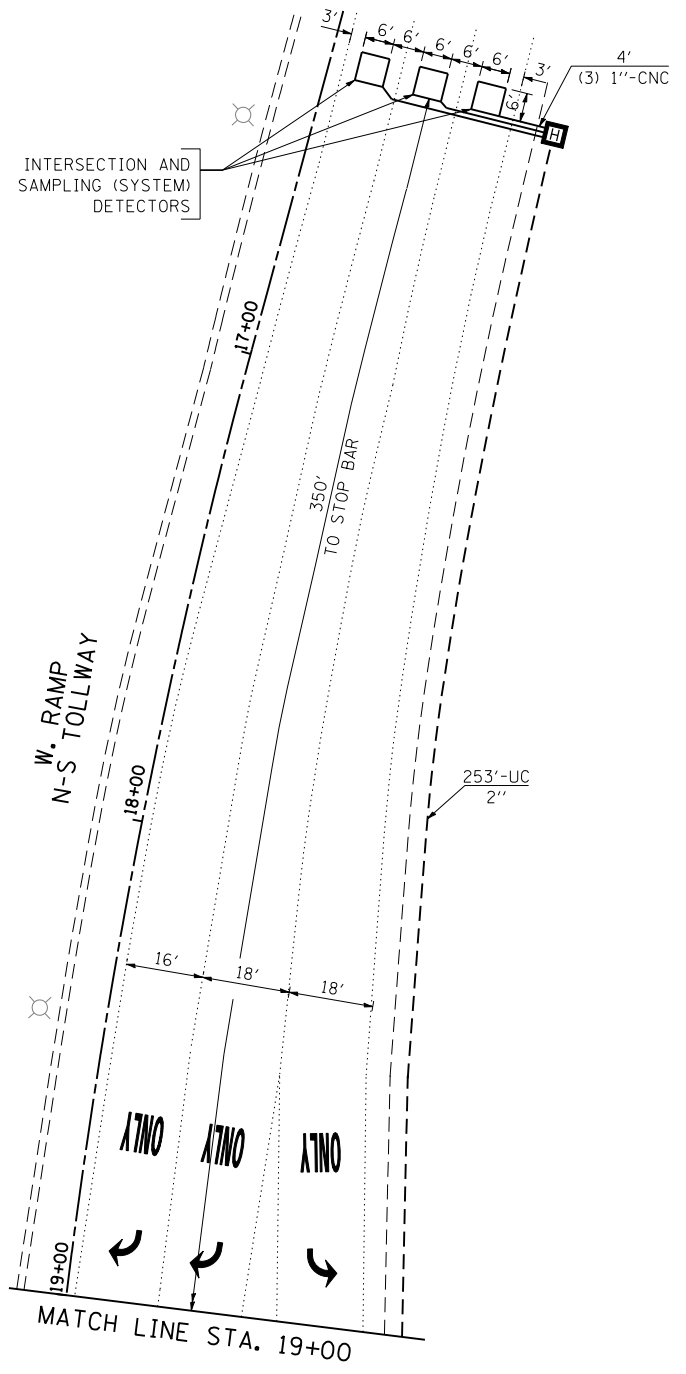 3'
6'
6'
6'
6'
6'
3'
4'
(3) 1''-CNC
6'
H
INTERSECTION AND
SAMPLING (SYSTEM)
DETECTORS
17+00
350'
TO STOP BAR
W. RAMP
N-S TOLLWAY
18+00
253'-UC
2''
16'
18'
18'
ONLY
ONLY
ONLY
19+00
MATCH LINE STA. 19+00